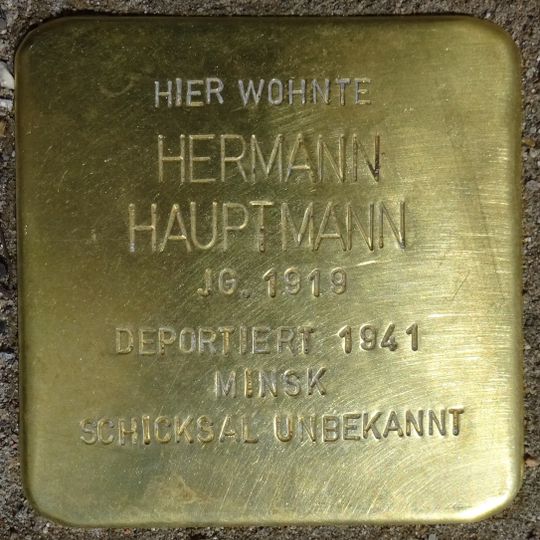 HIER WOHNTE
HERMANN
HAUPTMANN
JG. 1919
DEPORTIERT 1941
MINSK
SCHICKSAL UNBEKANNT